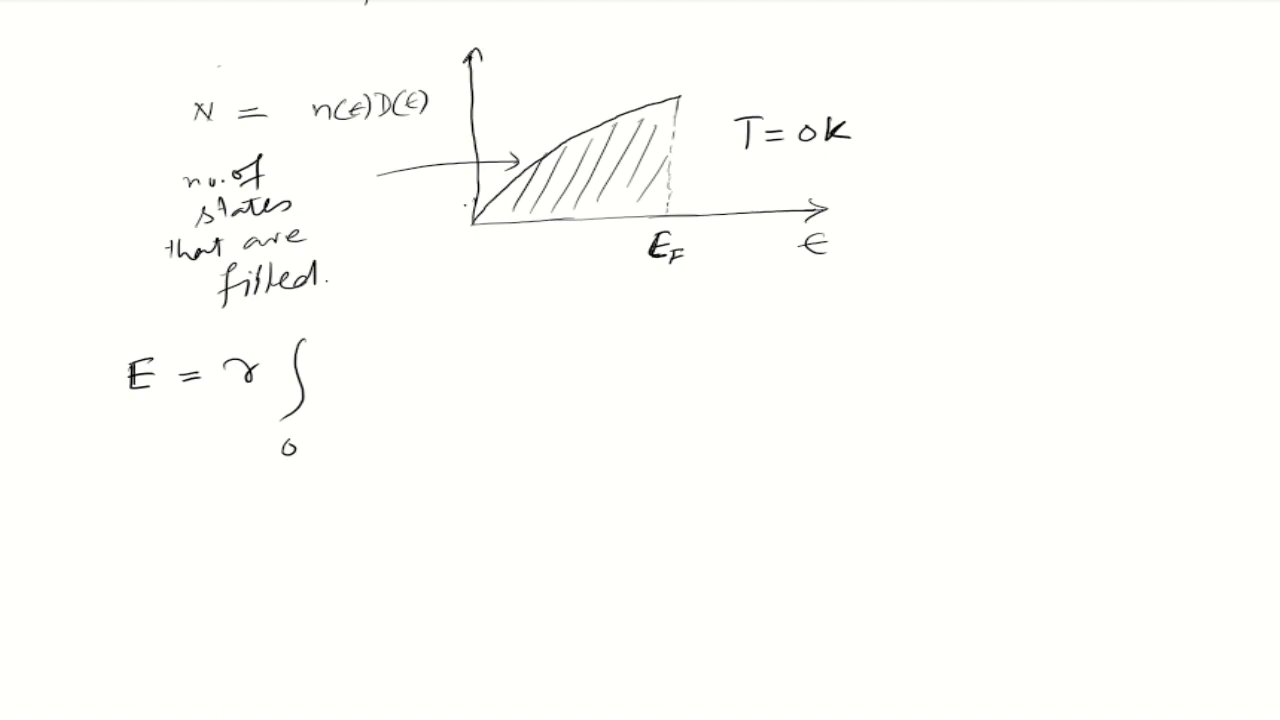 N = n(ϵ)D(ϵ)
no. of
states
that are
filled.
T = 0K
E_F
ϵ
E = γ ∫
0